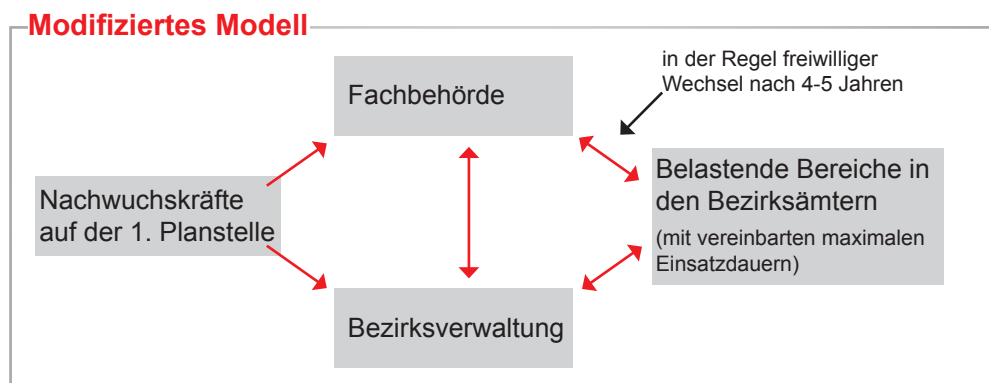 Modifiziertes Modell
in der Regel freiwilliger
Wechsel nach 4-5 Jahren
Fachbehörde
Nachwuchskräfte
auf der 1. Planstelle
Belastende Bereiche in
den Bezirksämtern
(mit vereinbarten maximalen
Einsatzdauern)
Bezirksverwaltung